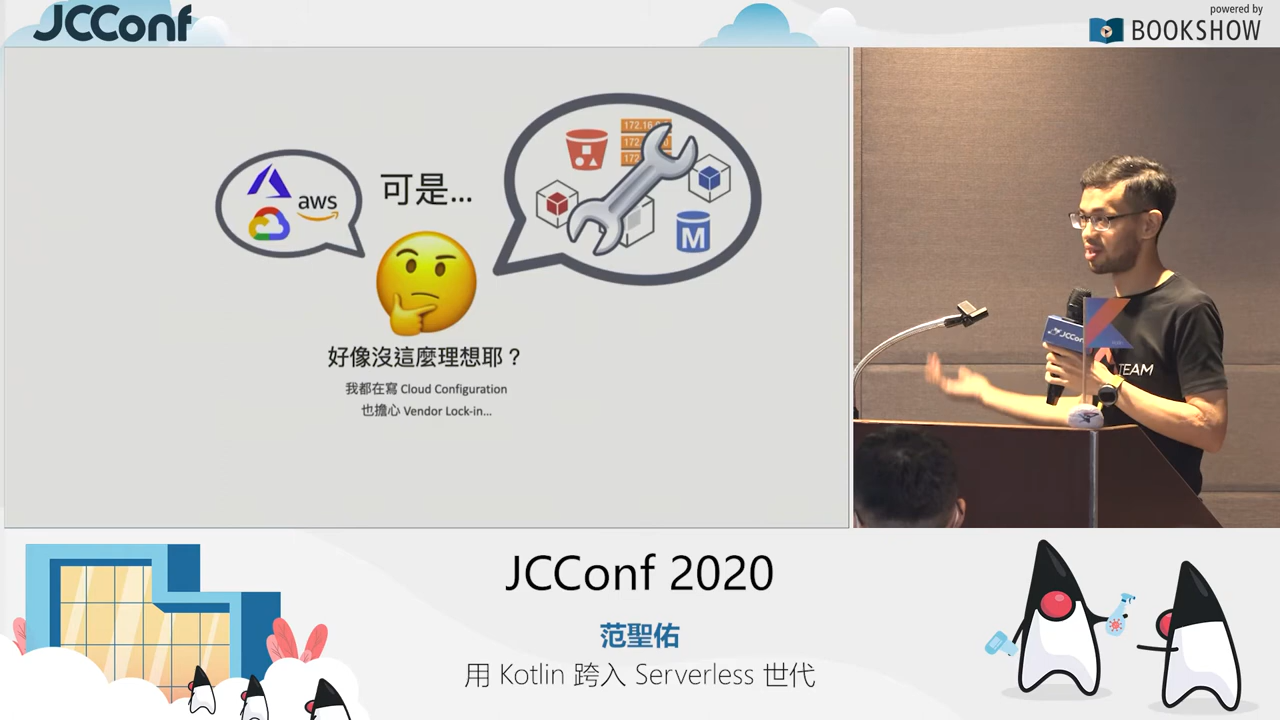 JCConf
powered by
BOOKSHOW
可是...
aws
172.16
172
172
M
好像沒這麼理想耶？
我都在寫 Cloud Configuration
也擔心 Vendor Lock-in...
JCConf
TEAM
JCConf 2020
范聖佑
用 Kotlin 跨入 Serverless 世代